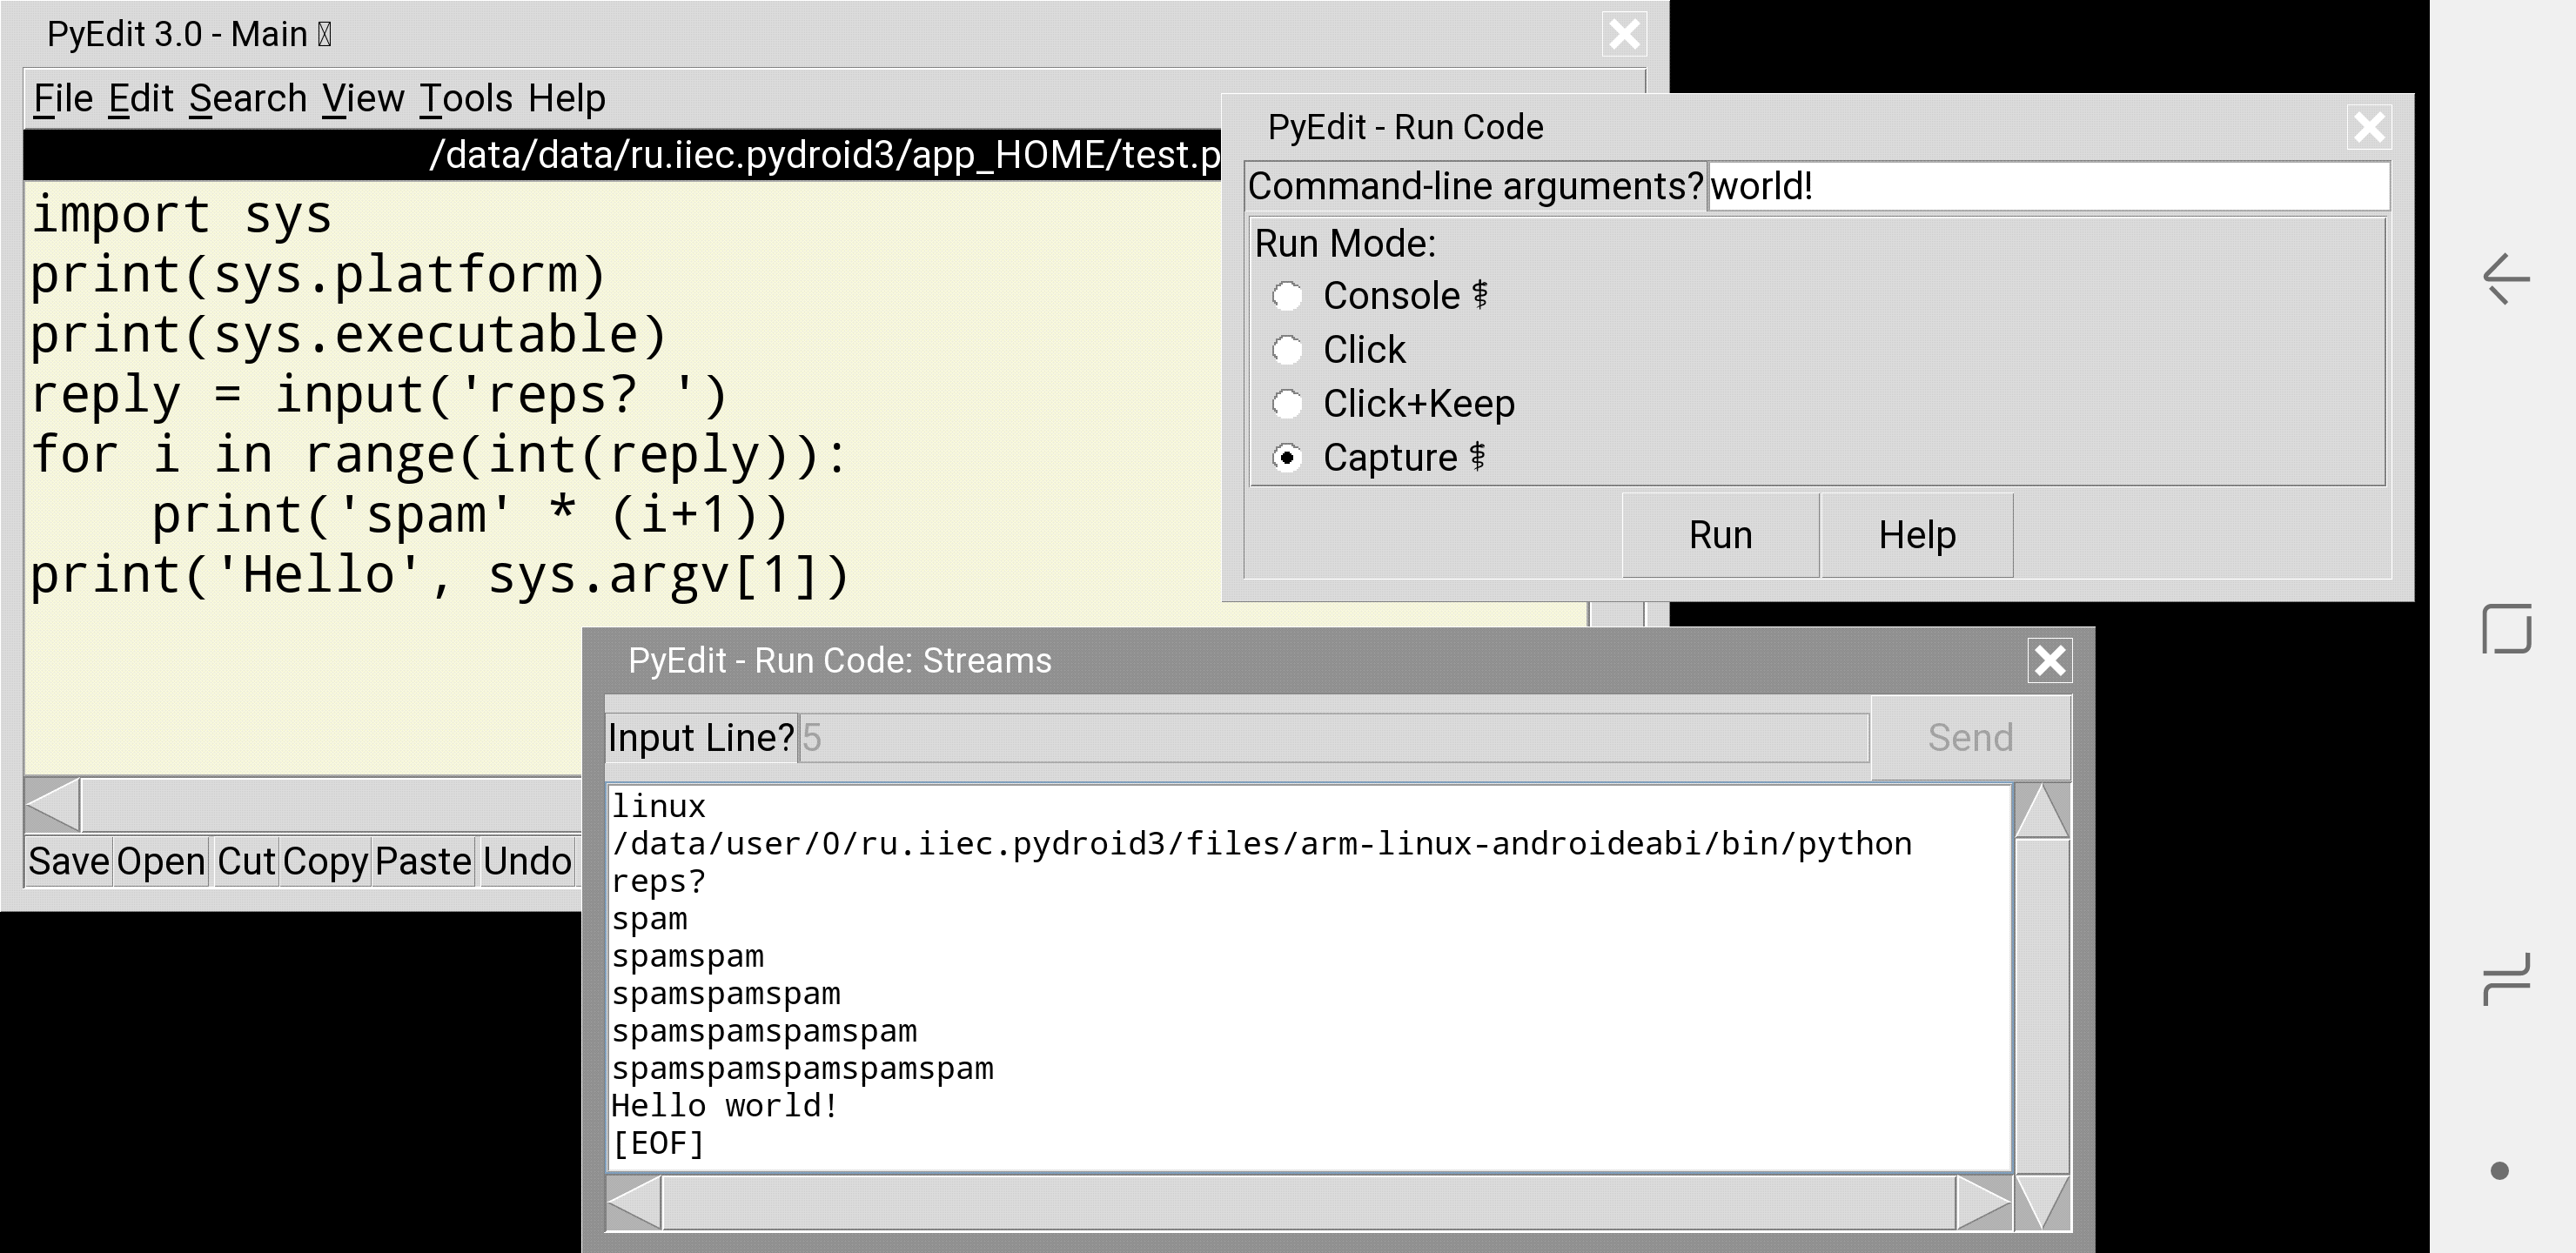 PyEdit 3.0 - Main
File Edit Search View Tools Help
/data/data/ru.iiec.pydroid3/app_HOME/test.p
import sys
print(sys.platform)
print(sys.executable)
reply = input('reps? ')
for i in range(int(reply)):
    print('spam' * (i+1))
print('Hello', sys.argv[1])
Save Open Cut Copy Paste Undo
PyEdit - Run Code
Command-line arguments? world!
Run Mode:
Console ⚕
Click
Click+Keep
Capture ⚕
Run Help
PyEdit - Run Code: Streams
Input Line? 5 Send
linux
/data/user/0/ru.iiec.pydroid3/files/arm-linux-androideabi/bin/python
reps?
spam
spamspam
spamspamspam
spamspamspamspam
spamspamspamspamspam
Hello world!
[EOF]